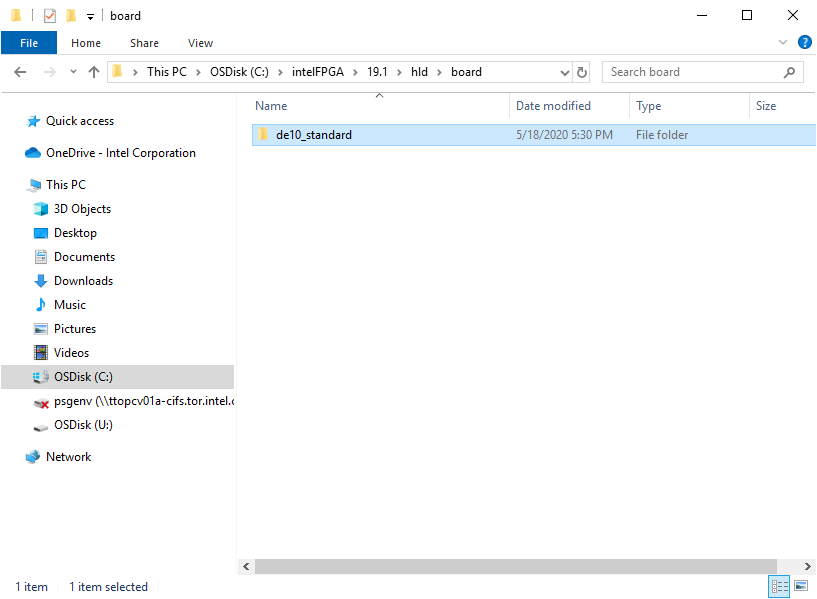 board
File Home Share View
This PC OSDisk (C:) intelFPGA 19.1 hld board Search board
Name Date modified Type Size
de10_standard 5/18/2020 5:30 PM File folder
Quick access
OneDrive - Intel Corporation
This PC
3D Objects
Desktop
Documents
Downloads
Music
Pictures
Videos
OSDisk (C:)
psgenv (\\ttopcv01a-cifs.tor.intel.c
OSDisk (U:)
Network
1 item 1 item selected